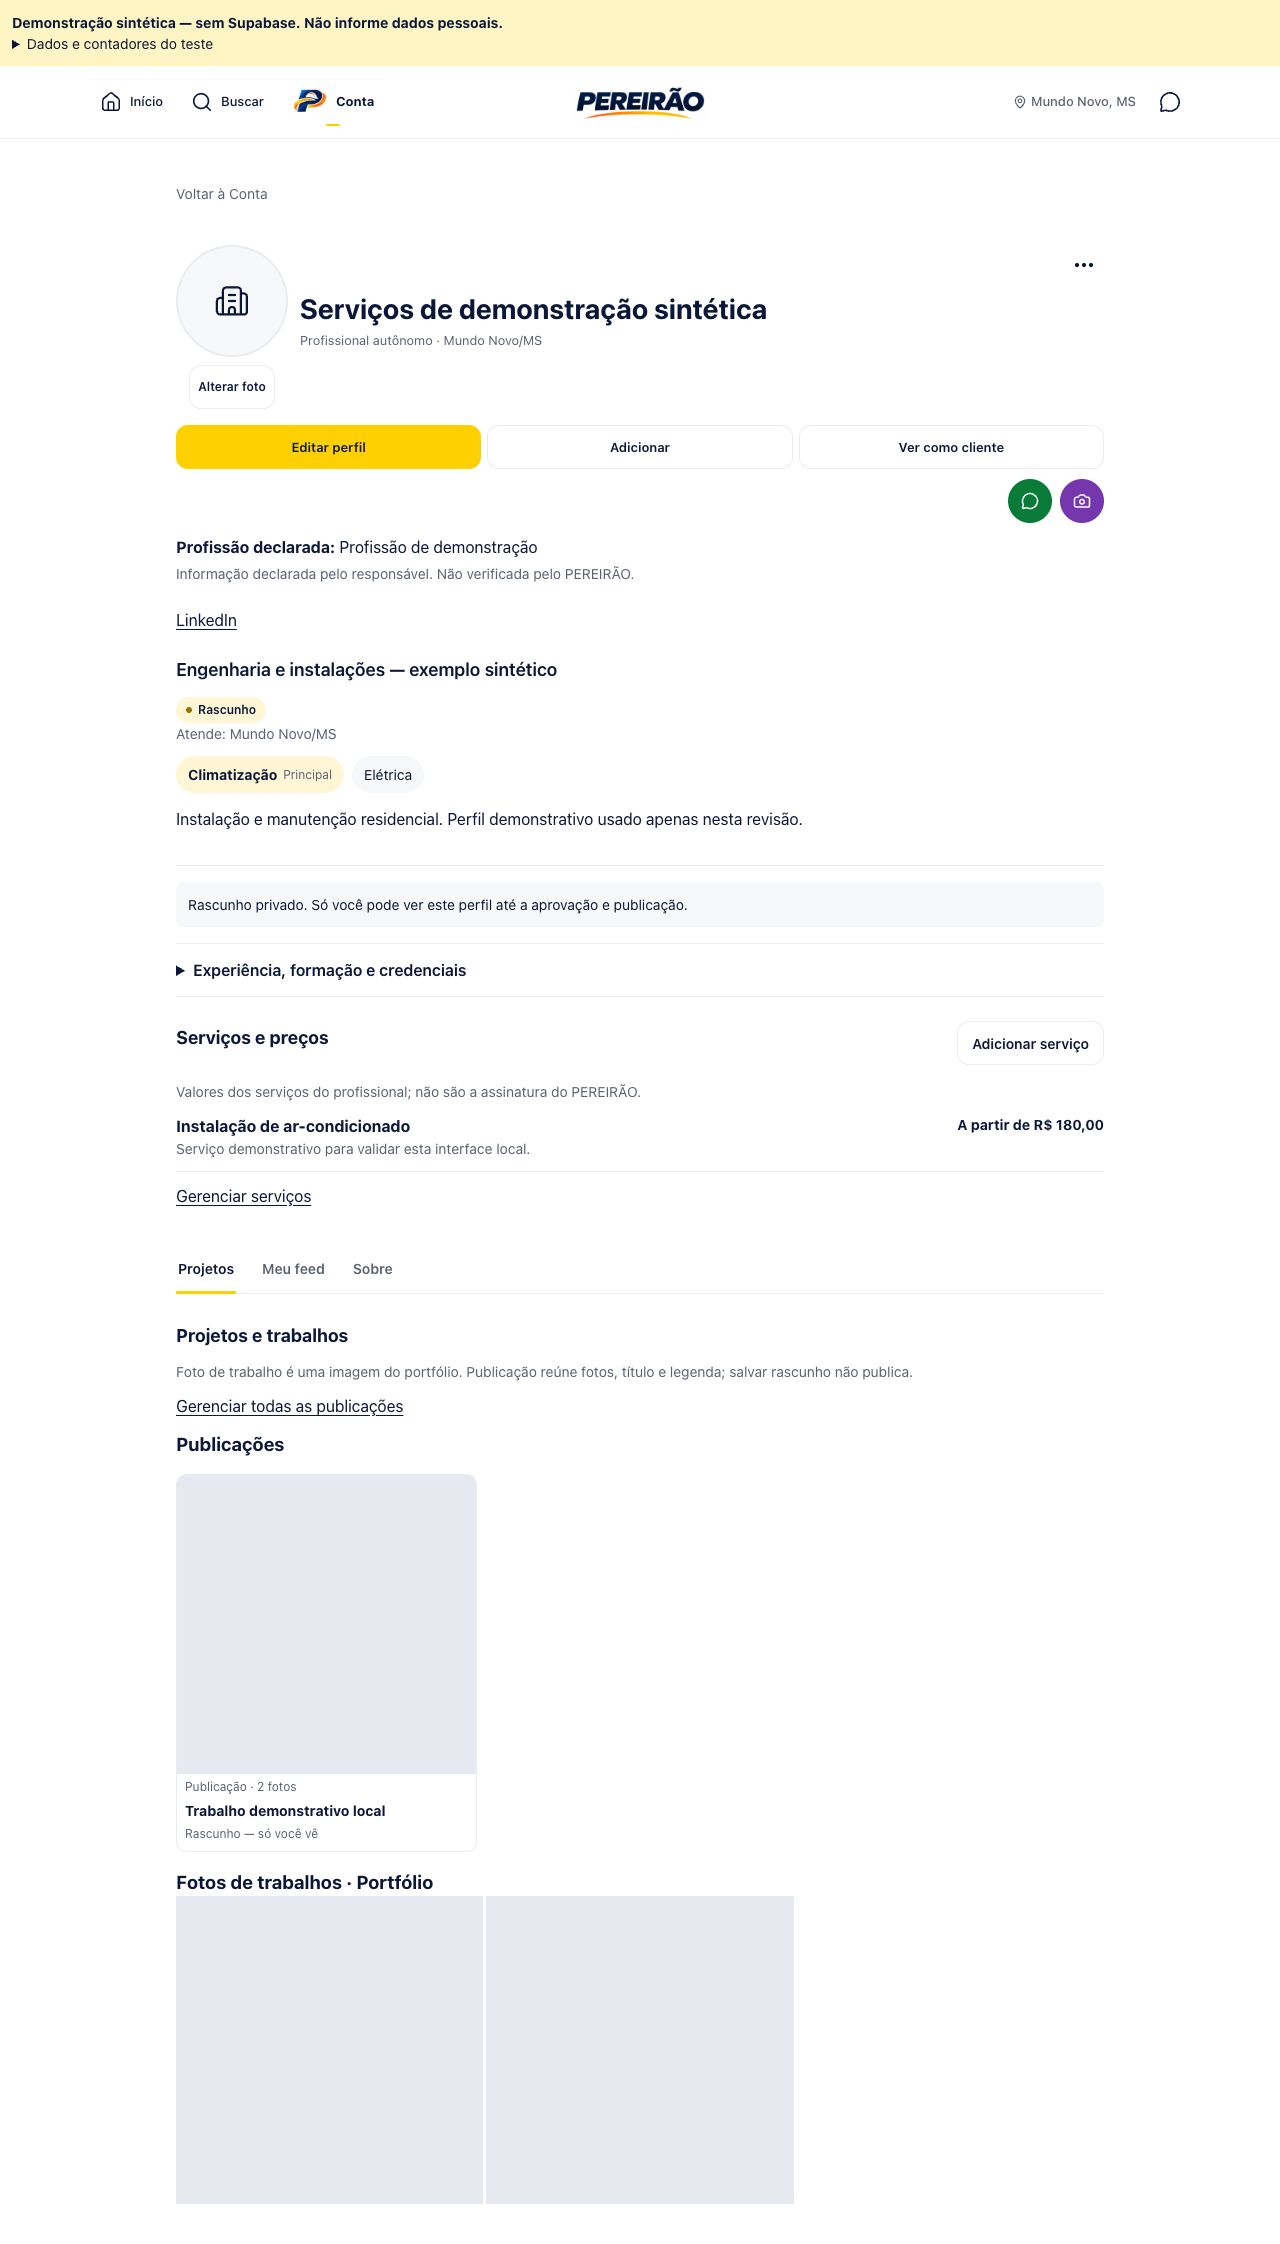 Demonstração sintética — sem Supabase. Não informe dados pessoais.
Dados e contadores do teste
Início
Buscar
Conta
PEREIRÃO
Mundo Novo, MS
Voltar à Conta
Serviços de demonstração sintética
Profissional autônomo · Mundo Novo/MS
Alterar foto
Editar perfil
Adicionar
Ver como cliente
Profissão declarada: Profissão de demonstração
Informação declarada pelo responsável. Não verificada pelo PEREIRÃO.
LinkedIn
Engenharia e instalações — exemplo sintético
Rascunho
Atende: Mundo Novo/MS
Climatização Principal
Elétrica
Instalação e manutenção residencial. Perfil demonstrativo usado apenas nesta revisão.
Rascunho privado. Só você pode ver este perfil até a aprovação e publicação.
Experiência, formação e credenciais
Serviços e preços
Adicionar serviço
Valores dos serviços do profissional; não são a assinatura do PEREIRÃO.
Instalação de ar-condicionado
A partir de R$ 180,00
Serviço demonstrativo para validar esta interface local.
Gerenciar serviços
Projetos
Meu feed
Sobre
Projetos e trabalhos
Foto de trabalho é uma imagem do portfólio. Publicação reúne fotos, título e legenda; salvar rascunho não publica.
Gerenciar todas as publicações
Publicações
Publicação · 2 fotos
Trabalho demonstrativo local
Rascunho — só você vê
Fotos de trabalhos · Portfólio